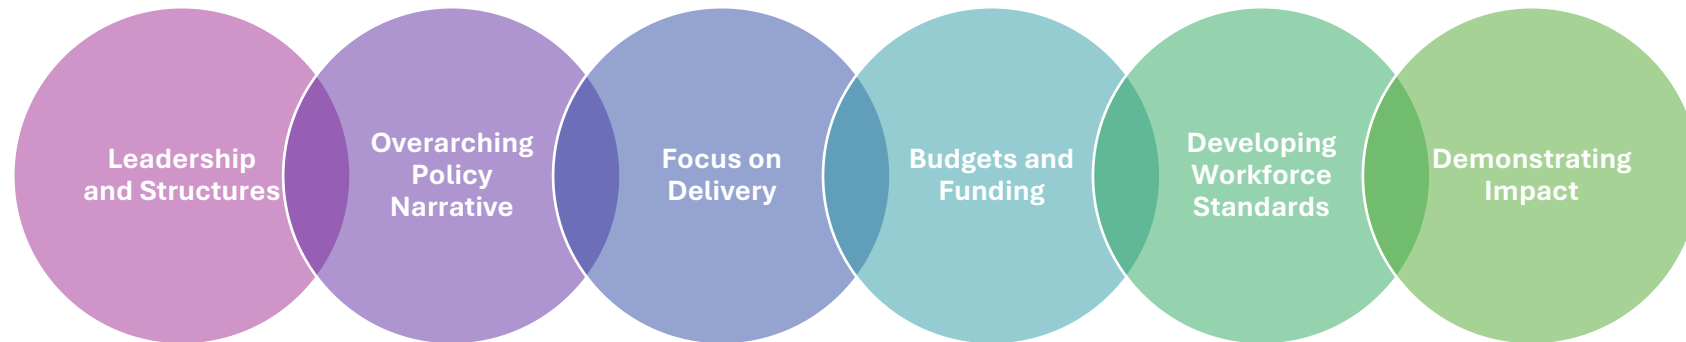 Leadership
and Structures
Overarching
Policy
Narrative
Focus on
Delivery
Budgets and
Funding
Developing
Workforce
Standards
Demonstrating
Impact